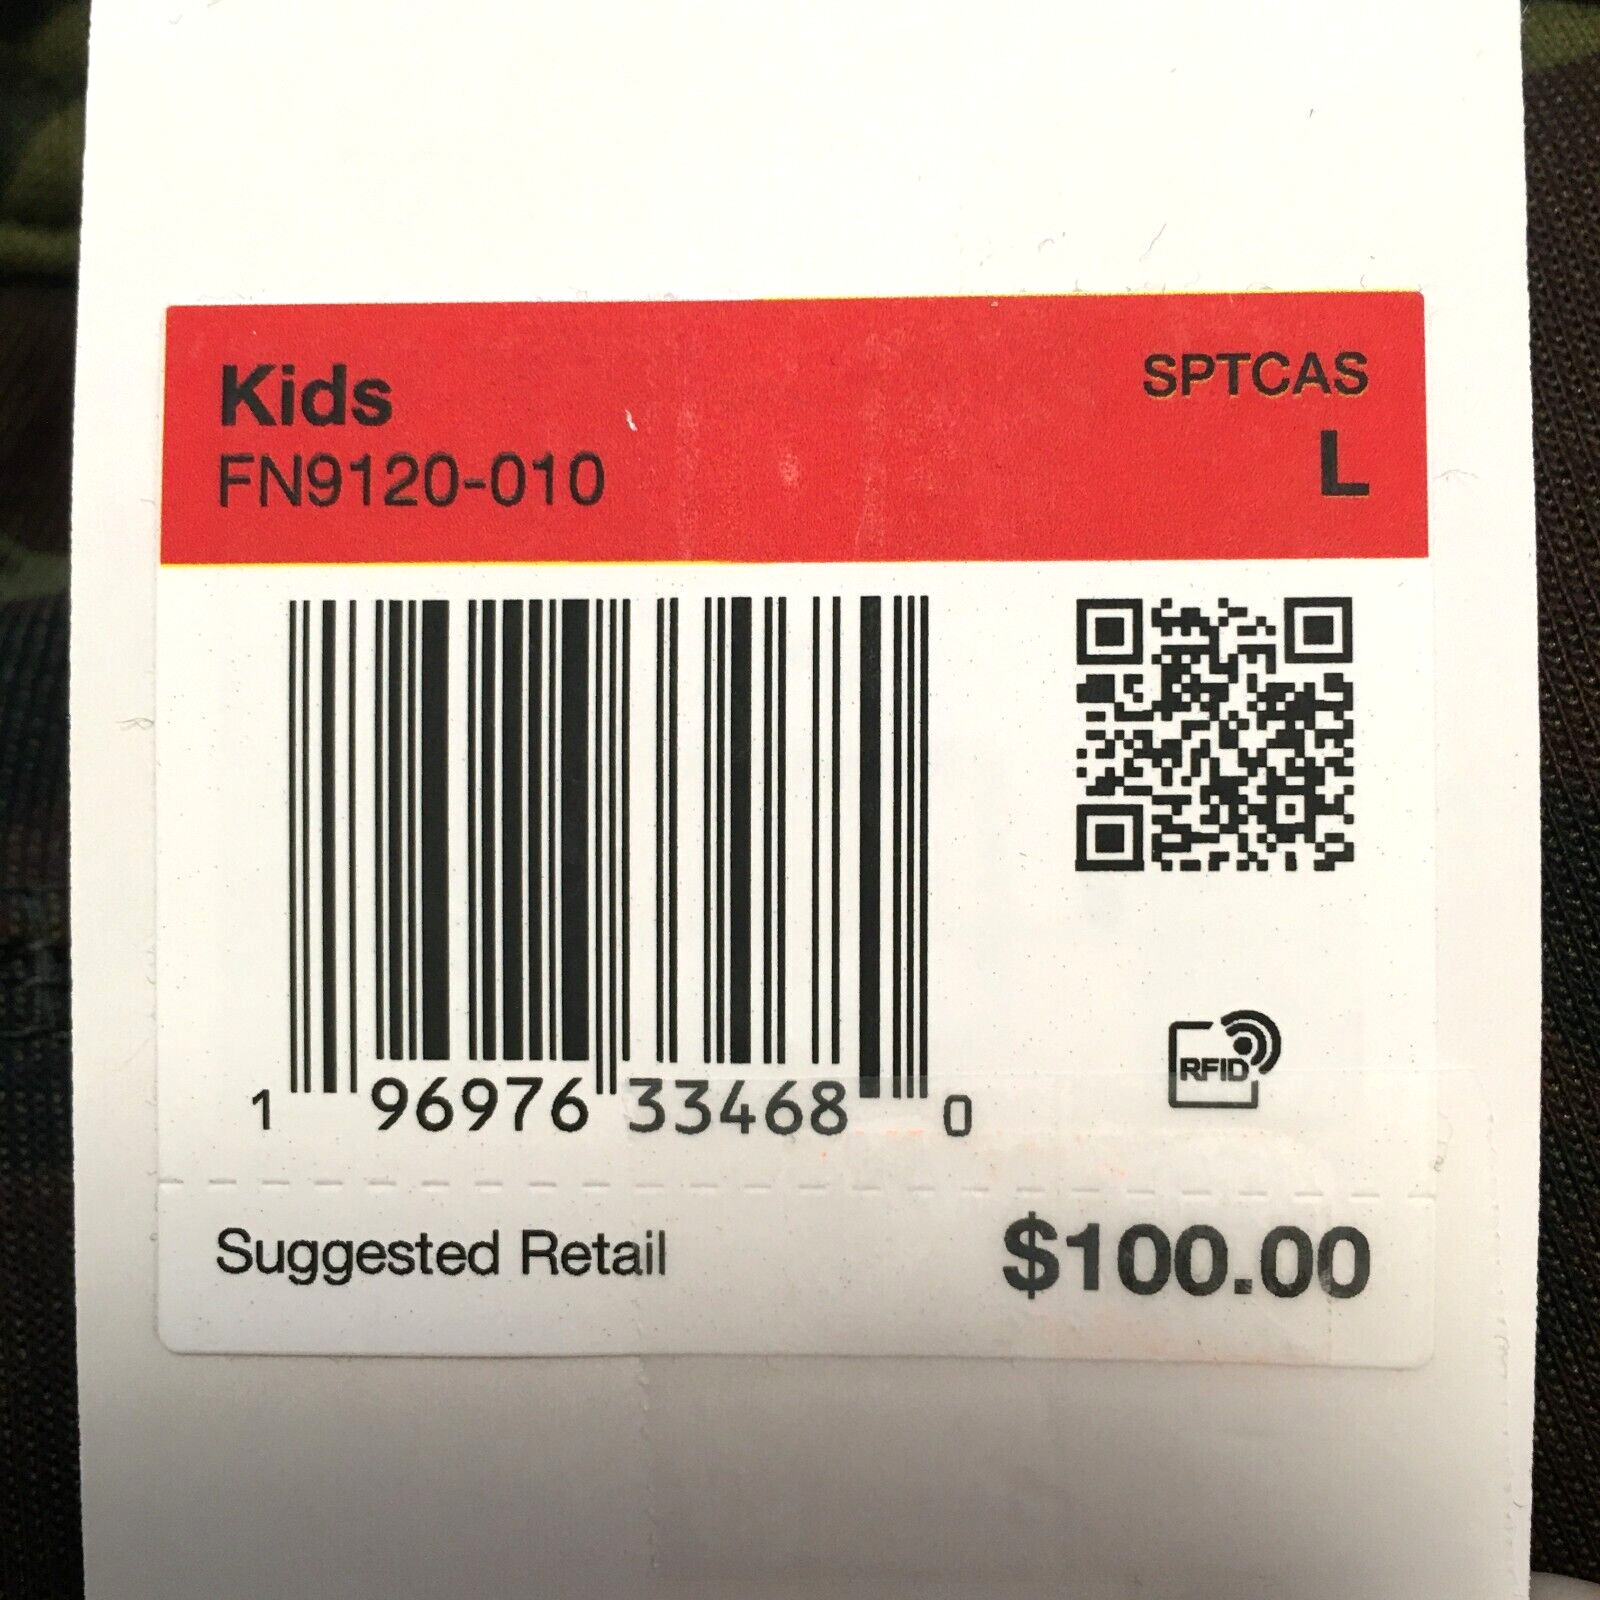 Kids
SPTCAS
FN9120-010
L
1 96976 33468 0
RFID
Suggested Retail
$100.00